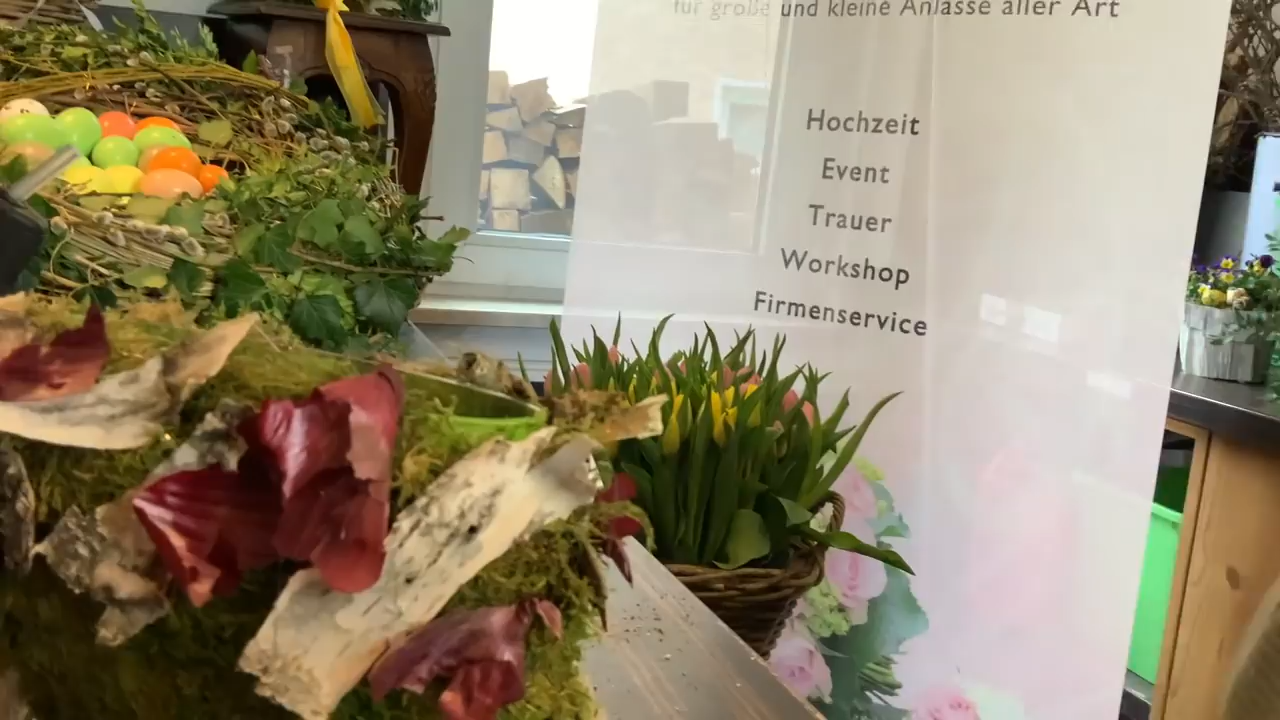 für große und kleine Anlässe aller Art
Hochzeit
Event
Trauer
Workshop
Firmenservice